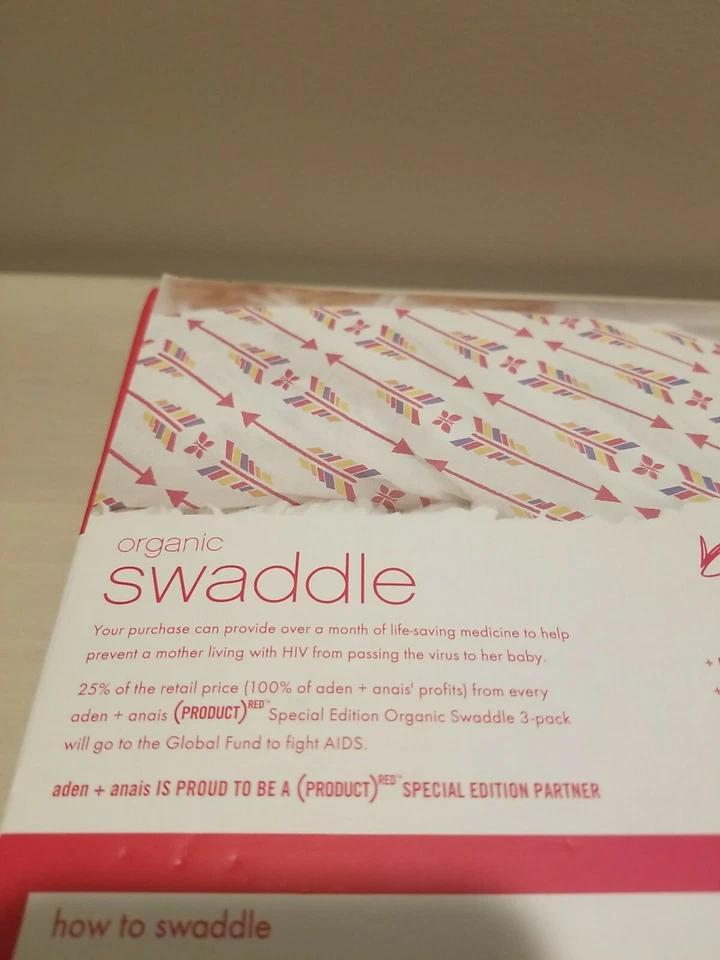 organic
swaddle
Your purchase can provide over a month of life-saving medicine to help
prevent a mother living with HIV from passing the virus to her baby.
25% of the retail price (100% of aden + anais' profits) from every
aden + anais (PRODUCT)RED™ Special Edition Organic Swaddle 3-pack
will go to the Global Fund to fight AIDS.
aden + anais IS PROUD TO BE A (PRODUCT)RED™ SPECIAL EDITION PARTNER
how to swaddle